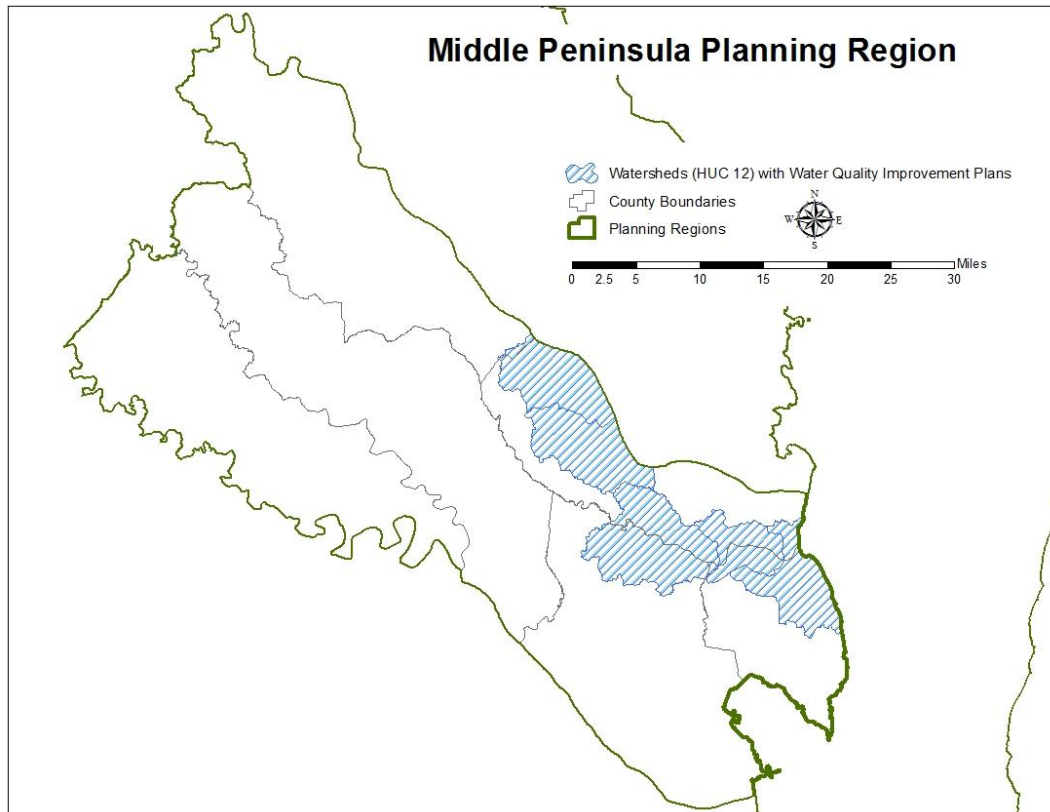 Middle Peninsula Planning Region
Watersheds (HUC 12) with Water Quality Improvement Plans
County Boundaries
Planning Regions
N
W E
S
Miles
0 2.5 5 10 15 20 25 30